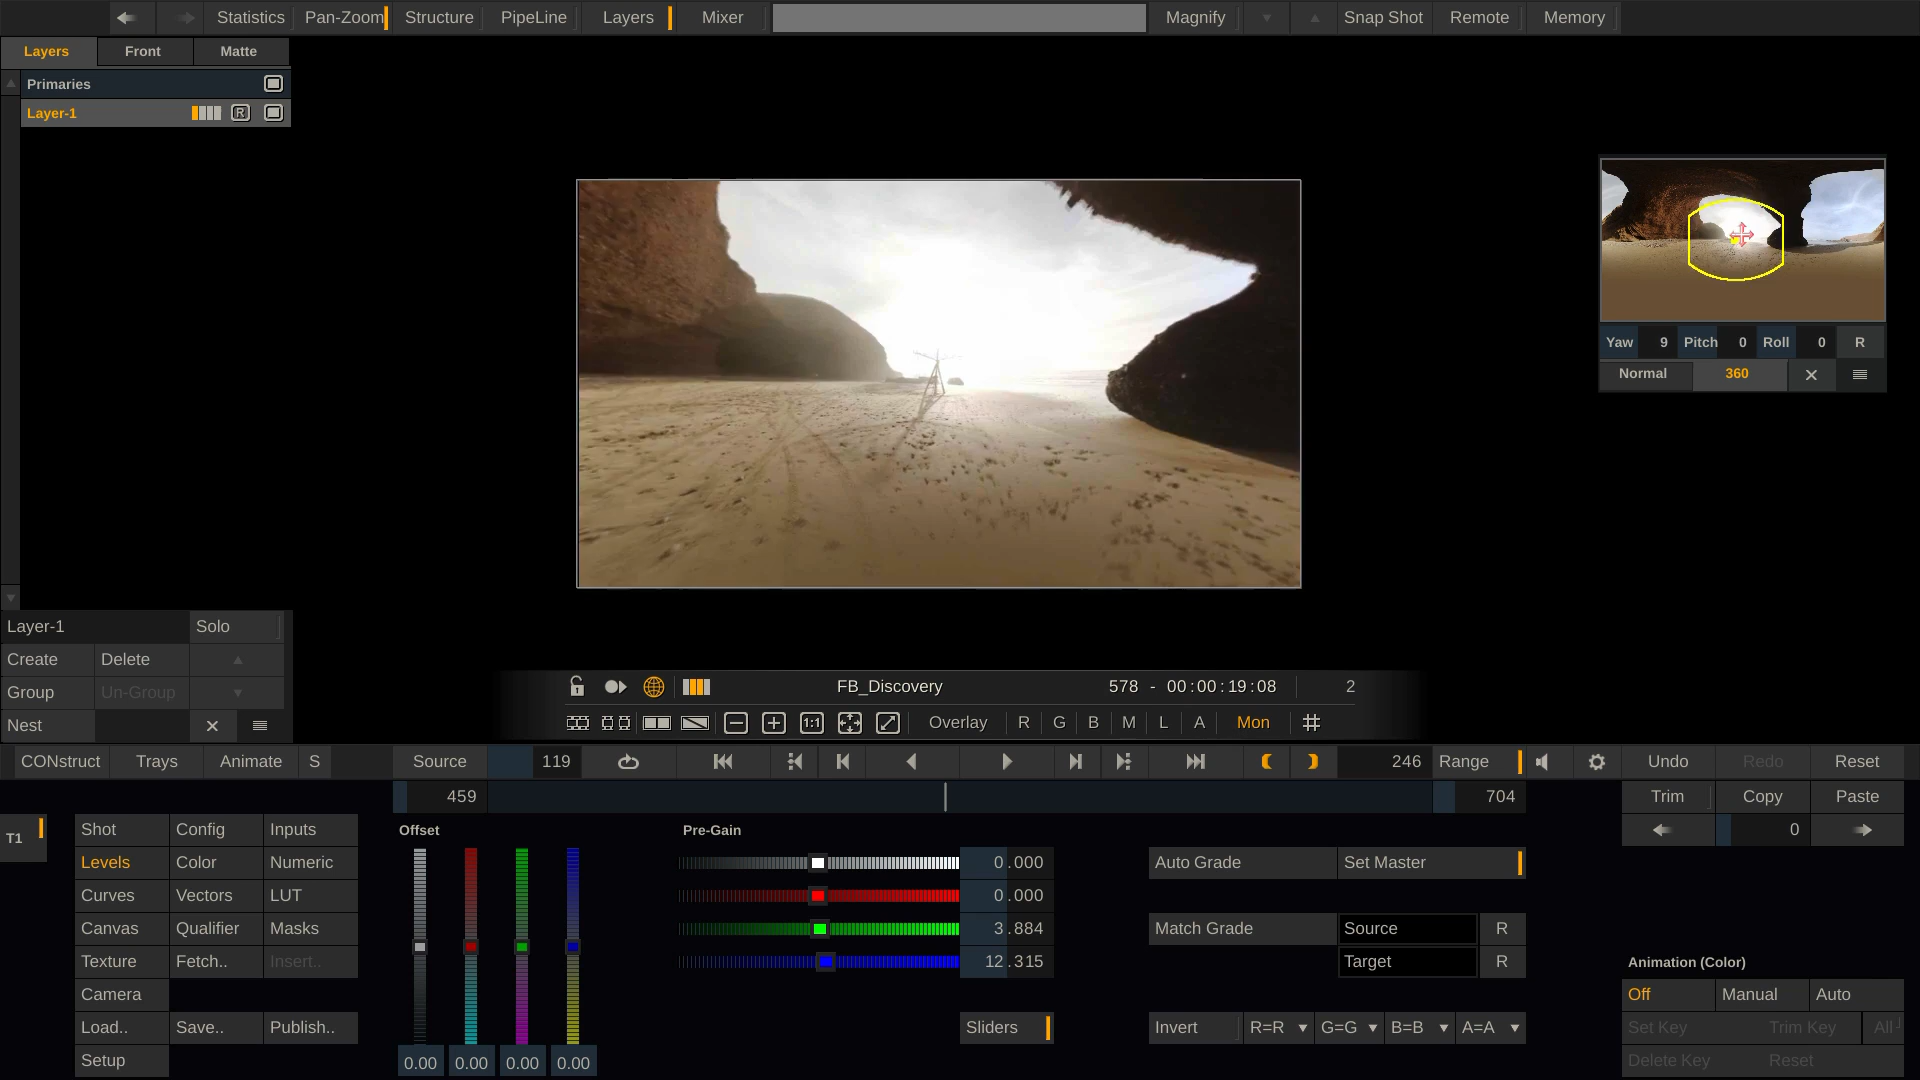 Statistics Pan-Zoom Structure PipeLine Layers Mixer Magnify Snap Shot Remote Memory
Layers Front Matte
Primaries
Layer-1 R
Yaw 9 Pitch 0 Roll 0 R
Normal 360
Layer-1 Solo
Create Delete
Group Un-Group
Nest
FB_Discovery 578 - 00:00:19:08 2
1:1 Overlay R G B M L A Mon
CONstruct Trays Animate S Source 119 246 Range Undo Redo Reset
459 704 Trim Copy Paste
0
T1
Shot Config Inputs
Levels Color Numeric
Curves Vectors LUT
Canvas Qualifier Masks
Texture Fetch.. Insert..
Camera
Load.. Save.. Publish..
Setup
Offset
0.00 0.00 0.00 0.00
Pre-Gain
0.000
0.000
3.884
12.315
Sliders
Auto Grade Set Master
Match Grade Source R
Target R
Invert R=R G=G B=B A=A
Animation (Color)
Off Manual Auto
Set Key Trim Key All
Delete Key Reset